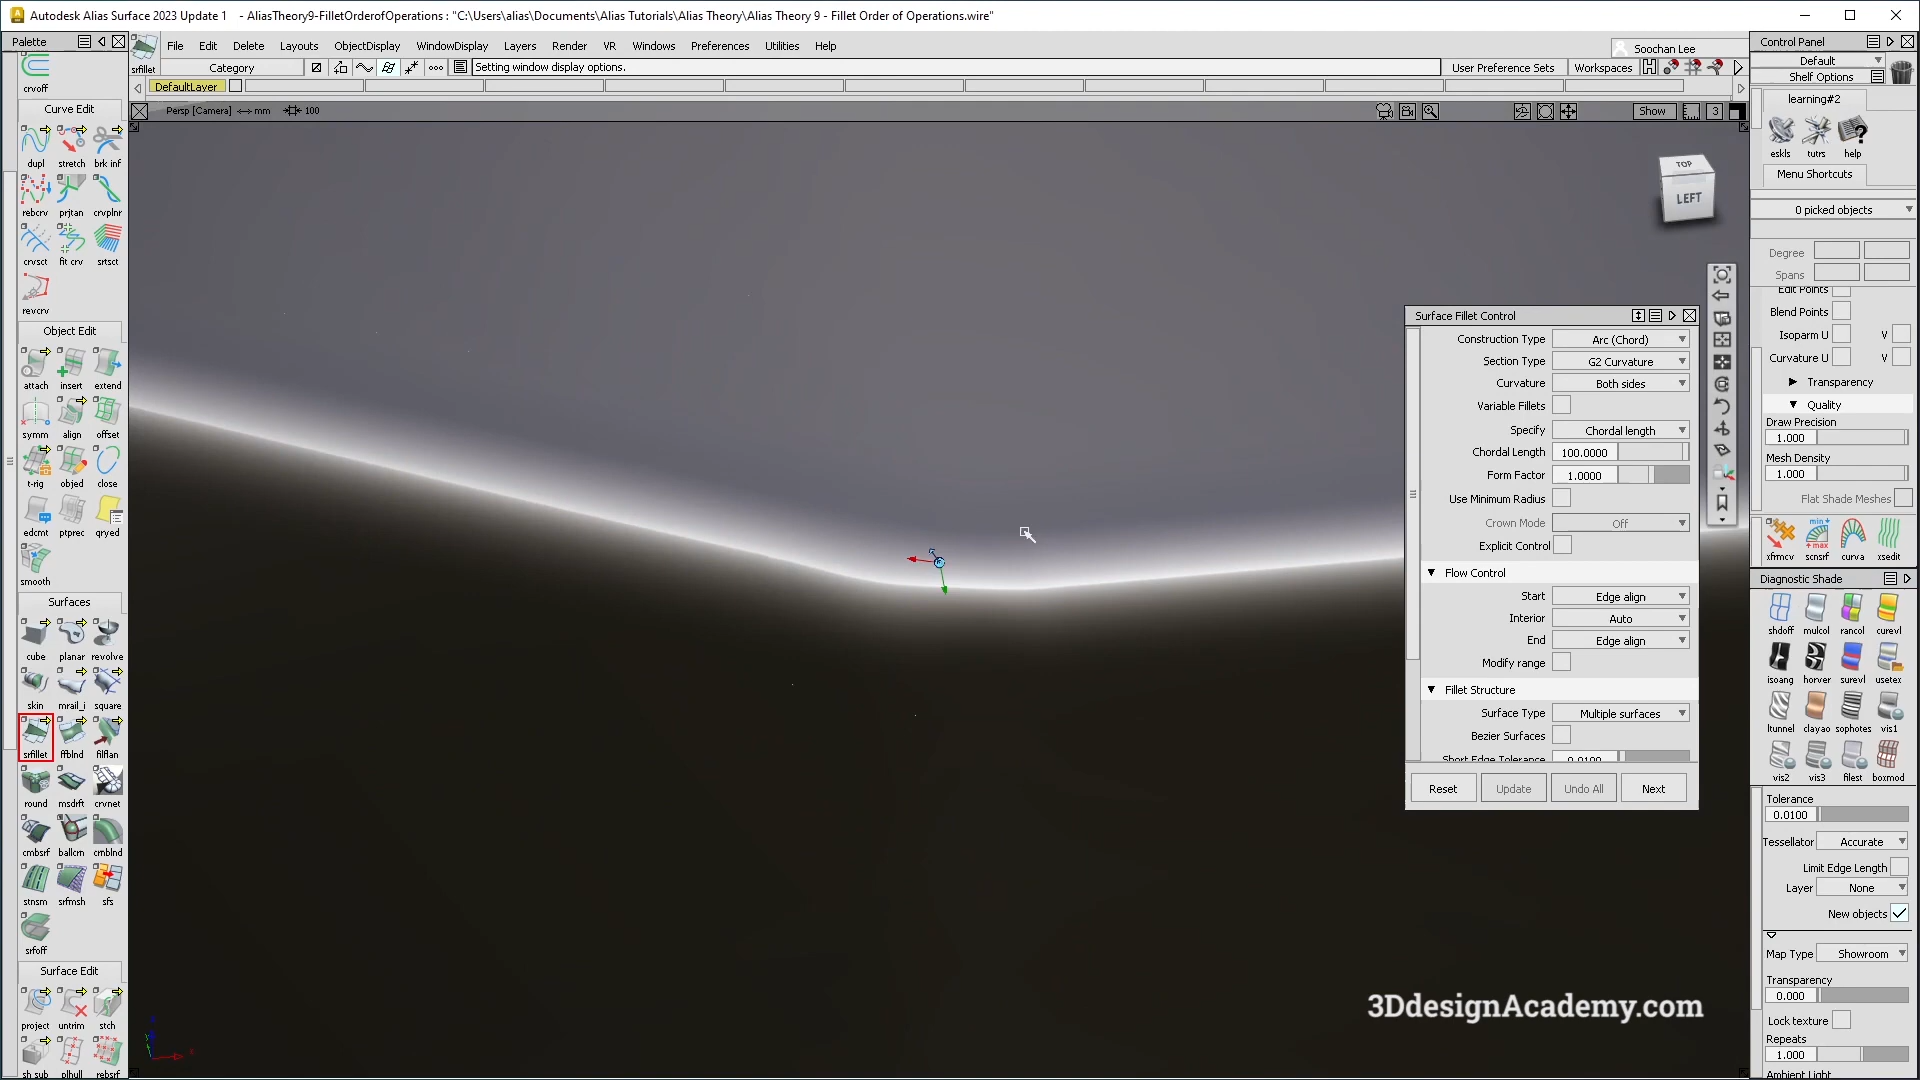 Autodesk Alias Surface 2023 Update 1 - AliasTheory9-FilletOrderofOperations : "C:\Users\alias\Documents\Alias Tutorials\Alias Theory\Alias Theory 9 - Fillet Order of Operations.wire"
Palette
srfillet
File Edit Delete Layouts ObjectDisplay WindowDisplay Layers Render VR Windows Preferences Utilities Help
Soochan Lee
Category
Setting window display options.
User Preference Sets
Workspaces
DefaultLayer
Persp [Camera] mm 100
Show
3
crvoff
Curve Edit
dupl stretch brk inf
rebcrv prjtan crvplnr
crvsct fit crv srtsct
revcrv
Object Edit
attach insert extend
symm align offset
t-rig objed close
edcmt ptprec qryed
smooth
Surfaces
cube planar revolve
skin mrail_i square
srfillet ffblnd filflan
round msdrft crvnet
cmbsrf ballcrn crnblnd
stnsm srfmsh sfs
srfoff
Surface Edit
project untrim stch
sh sub plhull rebsrf
TOP
LEFT
Surface Fillet Control
Construction Type Arc (Chord)
Section Type G2 Curvature
Curvature Both sides
Variable Fillets
Specify Chordal length
Chordal Length 100.0000
Form Factor 1.0000
Use Minimum Radius
Crown Mode Off
Explicit Control
Flow Control
Start Edge align
Interior Auto
End Edge align
Modify range
Fillet Structure
Surface Type Multiple surfaces
Bezier Surfaces
Short Edge Tolerance 0.0100
Reset Update Undo All Next
Control Panel
Default
Shelf Options
learning#2
eskls tutrs help
Menu Shortcuts
0 picked objects
Degree
Spans
Edit Points
Blend Points
Isoparm U V
Curvature U V
Transparency
Quality
Draw Precision
1.000
Mesh Density
1.000
Flat Shade Meshes
xfrmcv scnsrf curva xsedit
Diagnostic Shade
shdoff mulcol rancol curevl
isoang horver surevl usetex
ltunnel clayao sophotes vis1
vis2 vis3 filest boxmod
Tolerance
0.0100
Tessellator Accurate
Limit Edge Length
Layer None
New objects
Map Type Showroom
Transparency
0.000
Lock texture
Repeats
1.000
Ambient Light
3DdesignAcademy.com